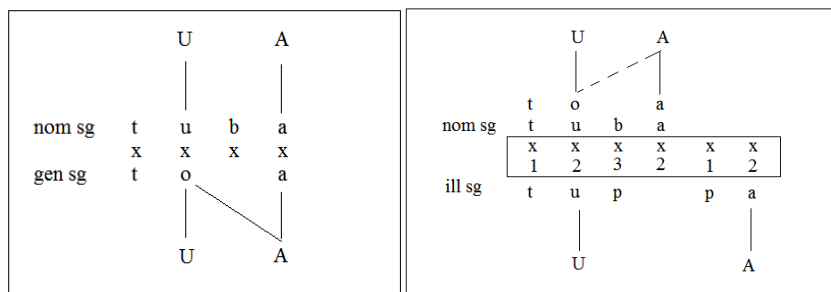 U A
nom sg t u b a
x x x x
gen sg t o a
U A
U A
t o a
nom sg t u b a
x x x x x x
1 2 3 2 1 2
ill sg t u p p a
U A